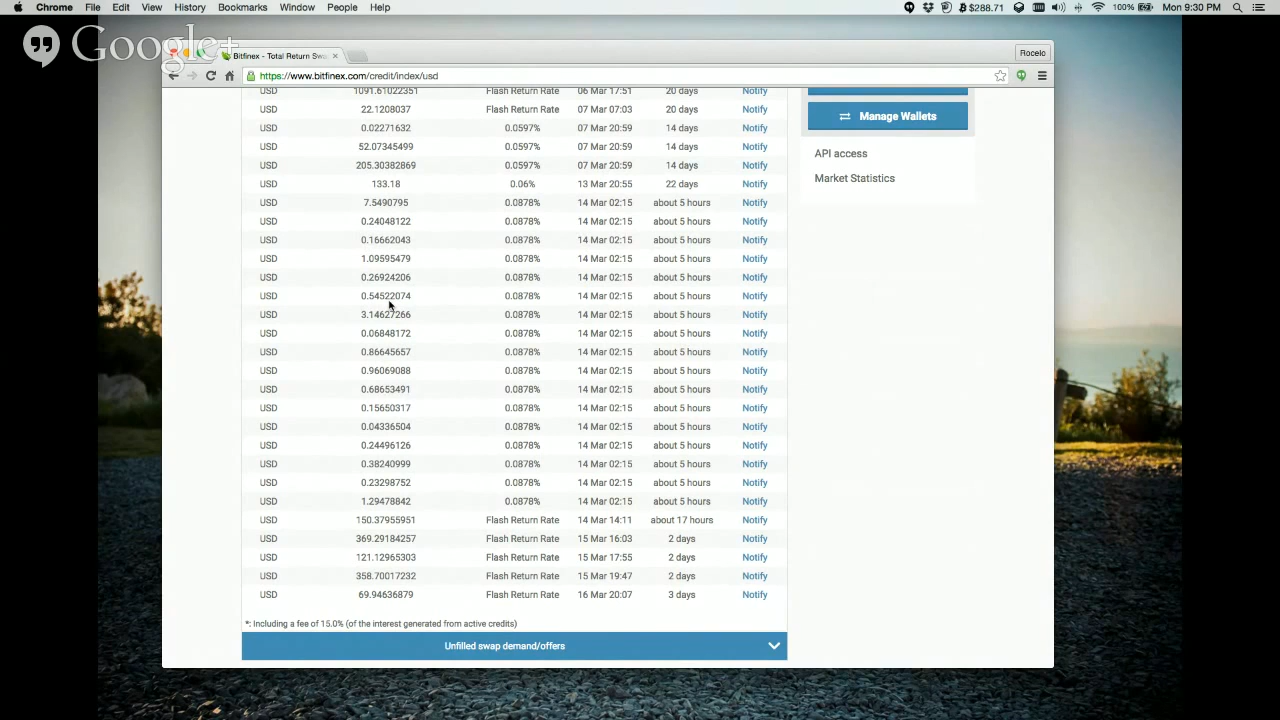 Chrome File Edit View History Bookmarks Window People Help $288.71 100% Mon 9:30 PM
Google+
Bitfinex - Total Return Swa
Rocelo
https://www.bitfinex.com/credit/index/usd
USD 1091.61022351 Flash Return Rate 06 Mar 17:51 20 days Notify
USD 22.1208037 Flash Return Rate 07 Mar 07:03 20 days Notify
USD 0.02271632 0.0597% 07 Mar 20:59 14 days Notify
USD 52.07345499 0.0597% 07 Mar 20:59 14 days Notify
USD 205.30382869 0.0597% 07 Mar 20:59 14 days Notify
USD 133.18 0.06% 13 Mar 20:55 22 days Notify
USD 7.5490795 0.0878% 14 Mar 02:15 about 5 hours Notify
USD 0.24048122 0.0878% 14 Mar 02:15 about 5 hours Notify
USD 0.16662043 0.0878% 14 Mar 02:15 about 5 hours Notify
USD 1.09595479 0.0878% 14 Mar 02:15 about 5 hours Notify
USD 0.26924206 0.0878% 14 Mar 02:15 about 5 hours Notify
USD 0.54522074 0.0878% 14 Mar 02:15 about 5 hours Notify
USD 3.14627266 0.0878% 14 Mar 02:15 about 5 hours Notify
USD 0.06848172 0.0878% 14 Mar 02:15 about 5 hours Notify
USD 0.86645657 0.0878% 14 Mar 02:15 about 5 hours Notify
USD 0.96069088 0.0878% 14 Mar 02:15 about 5 hours Notify
USD 0.68653491 0.0878% 14 Mar 02:15 about 5 hours Notify
USD 0.15650317 0.0878% 14 Mar 02:15 about 5 hours Notify
USD 0.04336504 0.0878% 14 Mar 02:15 about 5 hours Notify
USD 0.24496126 0.0878% 14 Mar 02:15 about 5 hours Notify
USD 0.38240999 0.0878% 14 Mar 02:15 about 5 hours Notify
USD 0.23298752 0.0878% 14 Mar 02:15 about 5 hours Notify
USD 1.29478842 0.0878% 14 Mar 02:15 about 5 hours Notify
USD 150.37955951 Flash Return Rate 14 Mar 14:11 about 17 hours Notify
USD 369.29184257 Flash Return Rate 15 Mar 16:03 2 days Notify
USD 121.12965303 Flash Return Rate 15 Mar 17:55 2 days Notify
USD 358.70017232 Flash Return Rate 15 Mar 19:47 2 days Notify
USD 69.94636879 Flash Return Rate 16 Mar 20:07 3 days Notify
*: Including a fee of 15.0% (of the interest generated from active credits)
Unfilled swap demand/offers
Manage Wallets
API access
Market Statistics